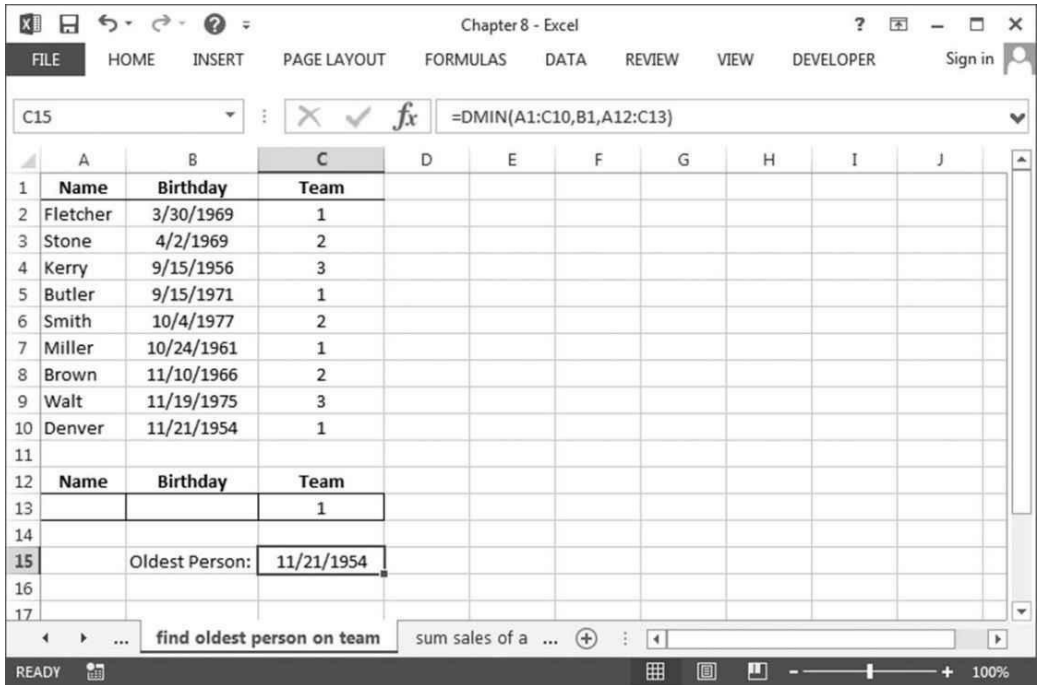 Chapter 8 - Excel
FILE HOME INSERT PAGE LAYOUT FORMULAS DATA REVIEW VIEW DEVELOPER Sign in
C15 fx =DMIN(A1:C10,B1,A12:C13)
A B C D E F G H I J
1 Name Birthday Team
2 Fletcher 3/30/1969 1
3 Stone 4/2/1969 2
4 Kerry 9/15/1956 3
5 Butler 9/15/1971 1
6 Smith 10/4/1977 2
7 Miller 10/24/1961 1
8 Brown 11/10/1966 2
9 Walt 11/19/1975 3
10 Denver 11/21/1954 1
11
12 Name Birthday Team
13 1
14
15 Oldest Person: 11/21/1954
16
17
... find oldest person on team sum sales of a ...
READY 100%